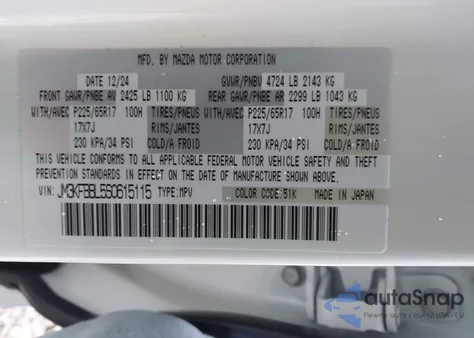 MFD. BY MAZDA MOTOR CORPORATION
DATE 12/24 GVWR/PNBV 4724 LB 2143 KG
FRONT GAWR/PNBE AV 2425 LB 1100 KG REAR GAWR/PNBE AR 2299 LB 1043 KG
WITH/AVEC P225/65R17 100H TIRES/PNEUS WITH/AVEC P225/65R17 100H TIRES/PNEUS
17X7J RIMS/JANTES 17X7J RIMS/JANTES
230 KPA/34 PSI COLD/A FROID 230 KPA/34 PSI COLD/A FROID
THIS VEHICLE CONFORMS TO ALL APPLICABLE FEDERAL MOTOR VEHICLE SAFETY, THEFT
PREVENTION STANDARDS IN EFFECT ON THE DATE OF MANUFACTURE SHOWN ABOVE.
VIN: JM3KFBBL5S0615115 TYPE: MPV COLOR CODE: 51K MADE IN JAPAN
autoSnap
Pewne auto z USA i EU